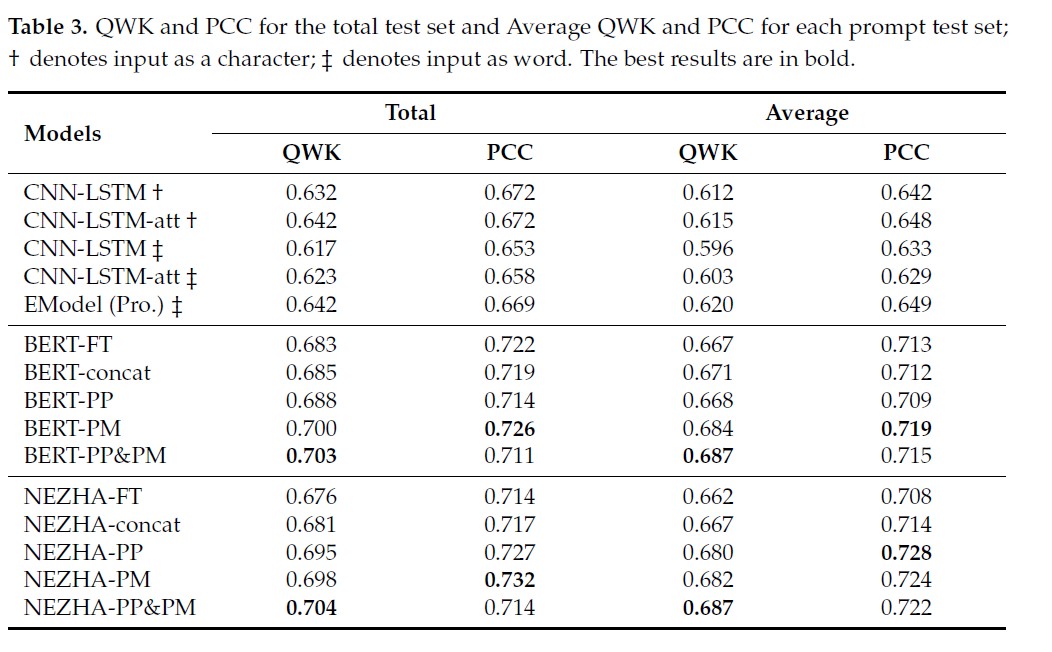 Table 3. QWK and PCC for the total test set and Average QWK and PCC for each prompt test set;
† denotes input as a character; ‡ denotes input as word. The best results are in bold.
Models Total Average
QWK PCC QWK PCC
CNN-LSTM † 0.632 0.672 0.612 0.642
CNN-LSTM-att † 0.642 0.672 0.615 0.648
CNN-LSTM ‡ 0.617 0.653 0.596 0.633
CNN-LSTM-att ‡ 0.623 0.658 0.603 0.629
EModel (Pro.) ‡ 0.642 0.669 0.620 0.649
BERT-FT 0.683 0.722 0.667 0.713
BERT-concat 0.685 0.719 0.671 0.712
BERT-PP 0.688 0.714 0.668 0.709
BERT-PM 0.700 0.726 0.684 0.719
BERT-PP&PM 0.703 0.711 0.687 0.715
NEZHA-FT 0.676 0.714 0.662 0.708
NEZHA-concat 0.681 0.717 0.667 0.714
NEZHA-PP 0.695 0.727 0.680 0.728
NEZHA-PM 0.698 0.732 0.682 0.724
NEZHA-PP&PM 0.704 0.714 0.687 0.722